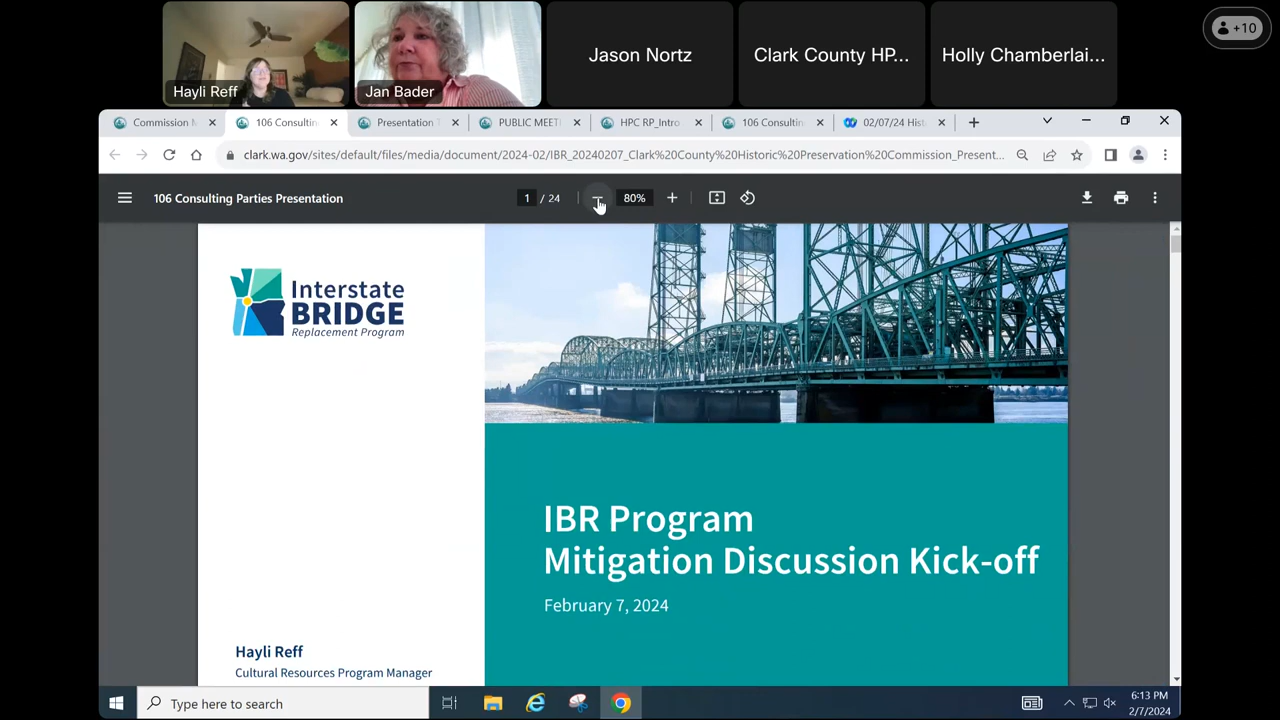 Hayli Reff
Jan Bader
Jason Nortz
Clark County HP...
Holly Chamberlai...
+10
Commission M
106 Consultin
Presentation T
PUBLIC MEET
HPC RP_Intro
106 Consultin
02/07/24 Hist
clark.wa.gov/sites/default/files/media/document/2024-02/IBR_20240207_Clark%20County%20Historic%20Preservation%20Commission_Present...
106 Consulting Parties Presentation
1 / 24
80%
Interstate
BRIDGE
Replacement Program
IBR Program
Mitigation Discussion Kick-off
February 7, 2024
Hayli Reff
Cultural Resources Program Manager
Type here to search
6:13 PM
2/7/2024